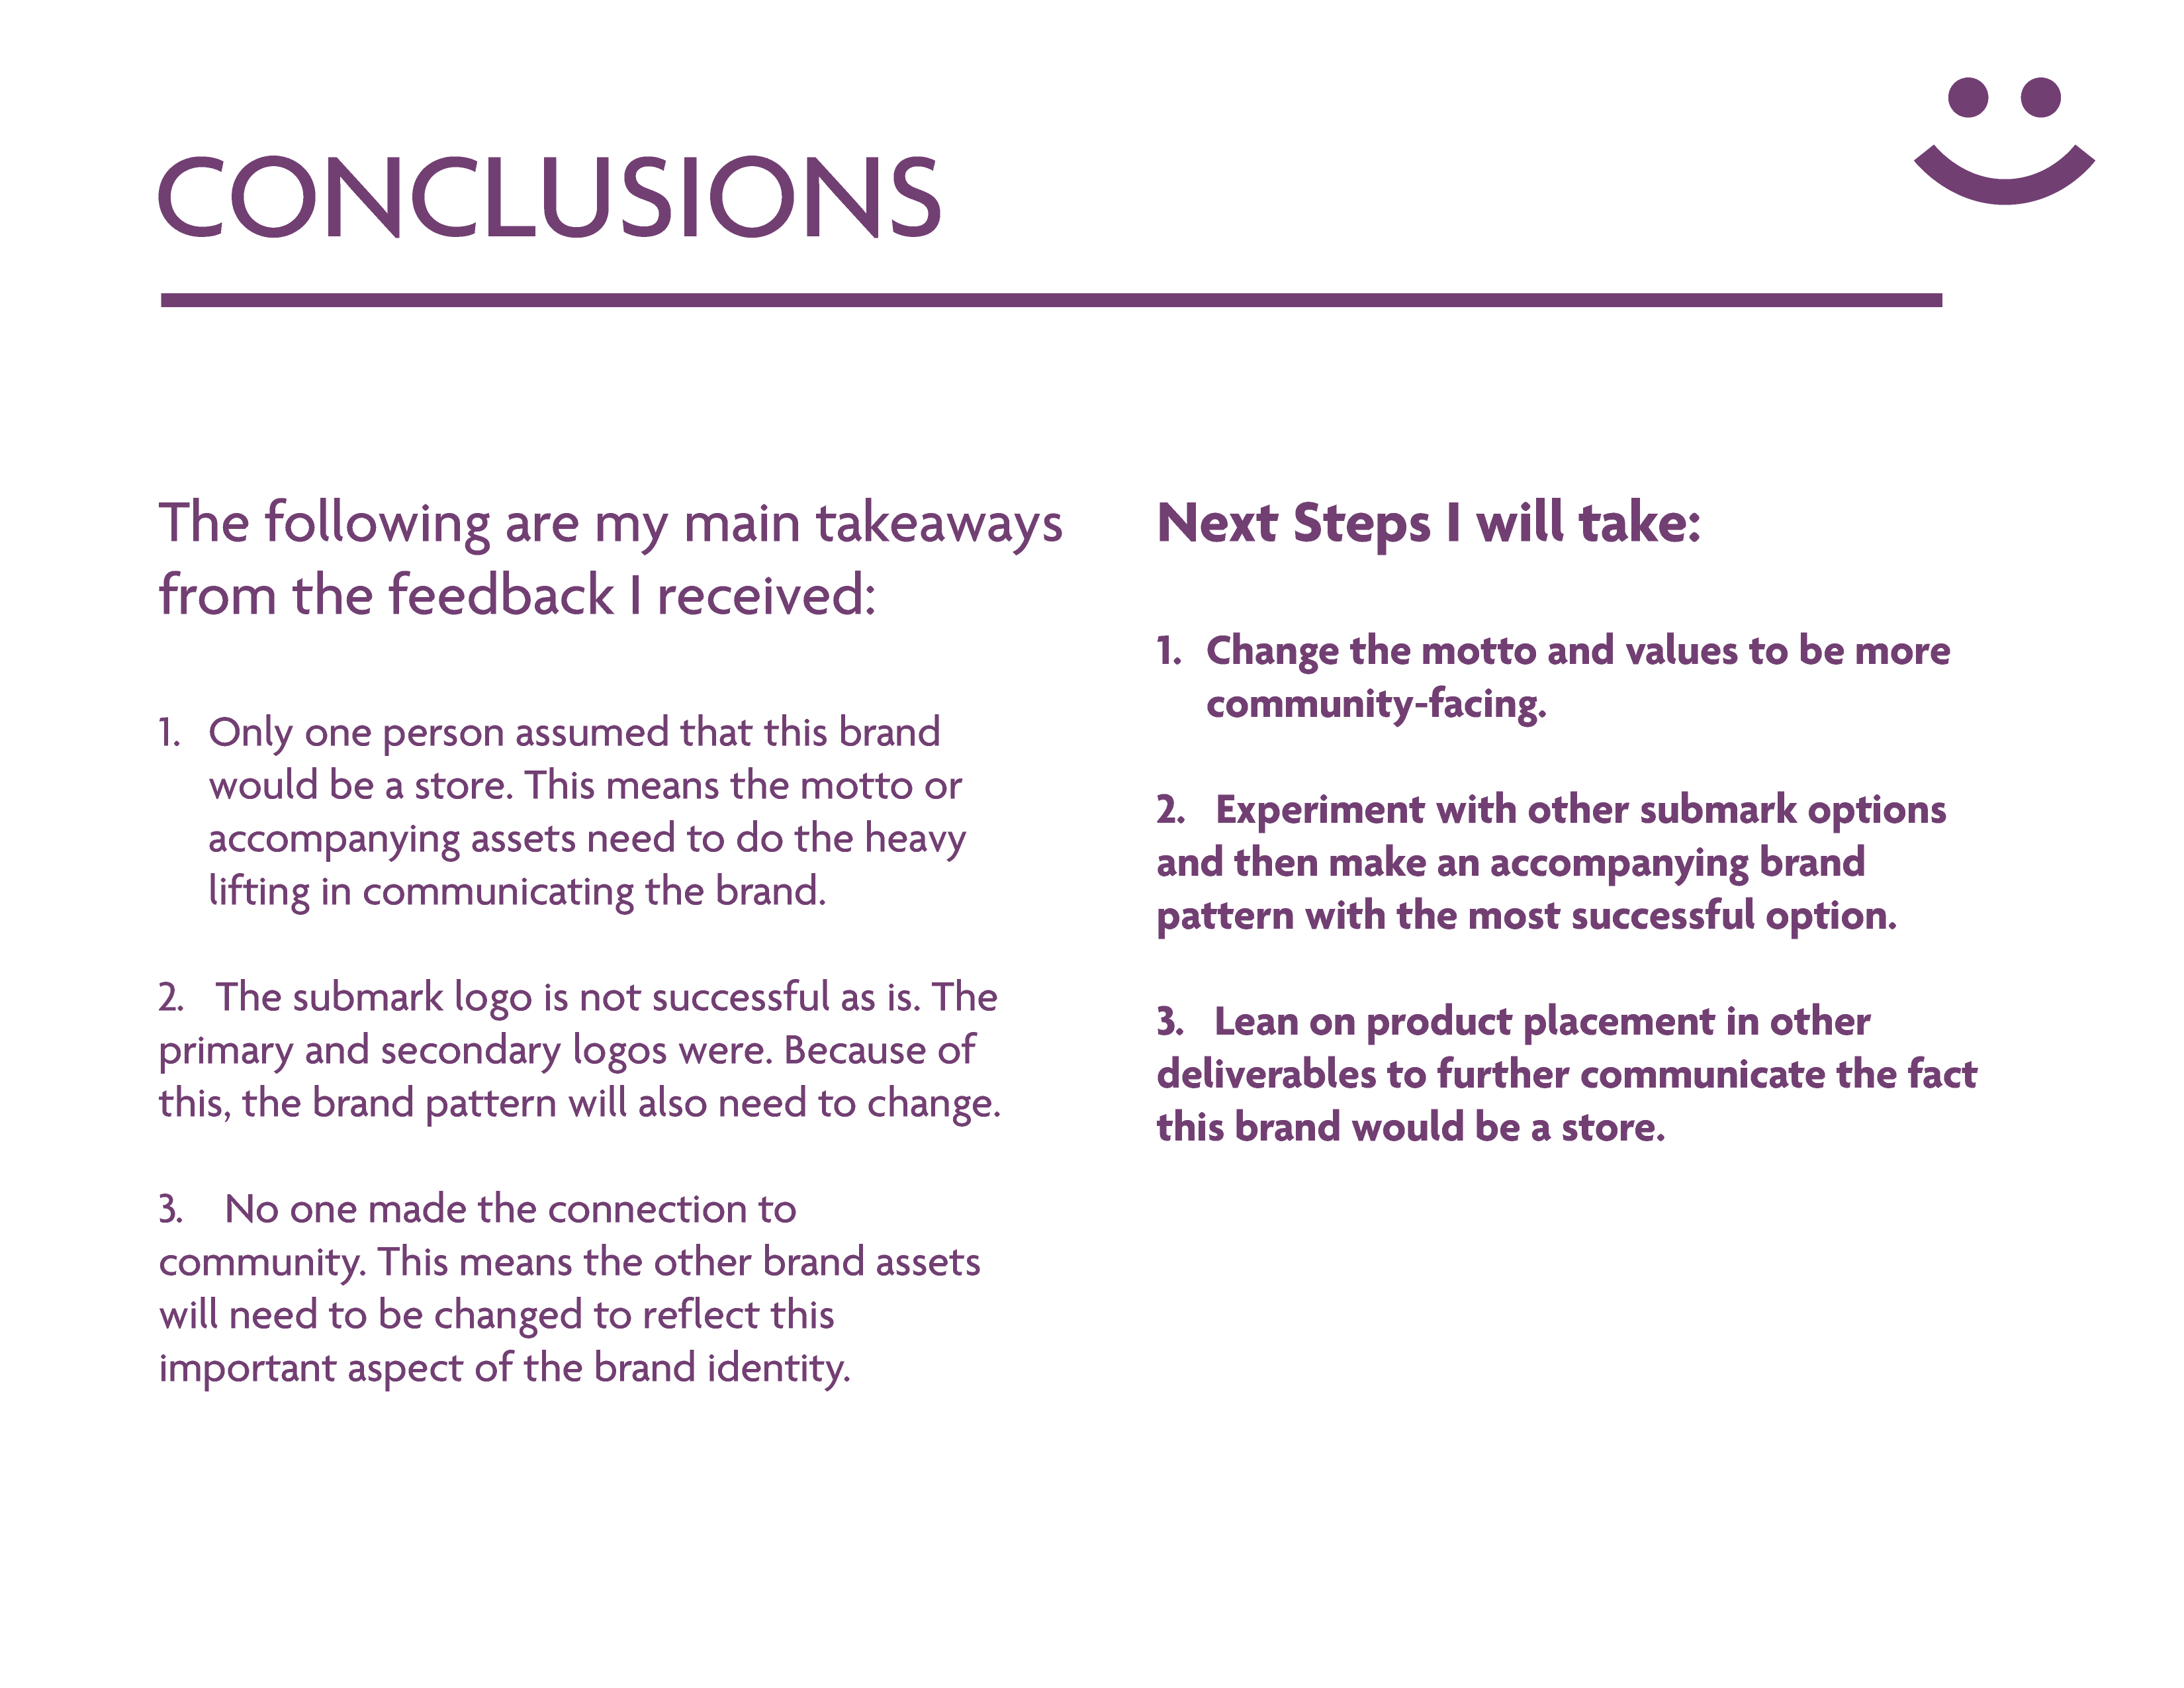 CONCLUSIONS
The following are my main takeaways
from the feedback I received:
1. Only one person assumed that this brand
would be a store. This means the motto or
accompanying assets need to do the heavy
lifting in communicating the brand.
2. The submark logo is not successful as is. The
primary and secondary logos were. Because of
this, the brand pattern will also need to change.
3. No one made the connection to
community. This means the other brand assets
will need to be changed to reflect this
important aspect of the brand identity.
Next Steps I will take:
1. Change the motto and values to be more
community-facing.
2. Experiment with other submark options
and then make an accompanying brand
pattern with the most successful option.
3. Lean on product placement in other
deliverables to further communicate the fact
this brand would be a store.